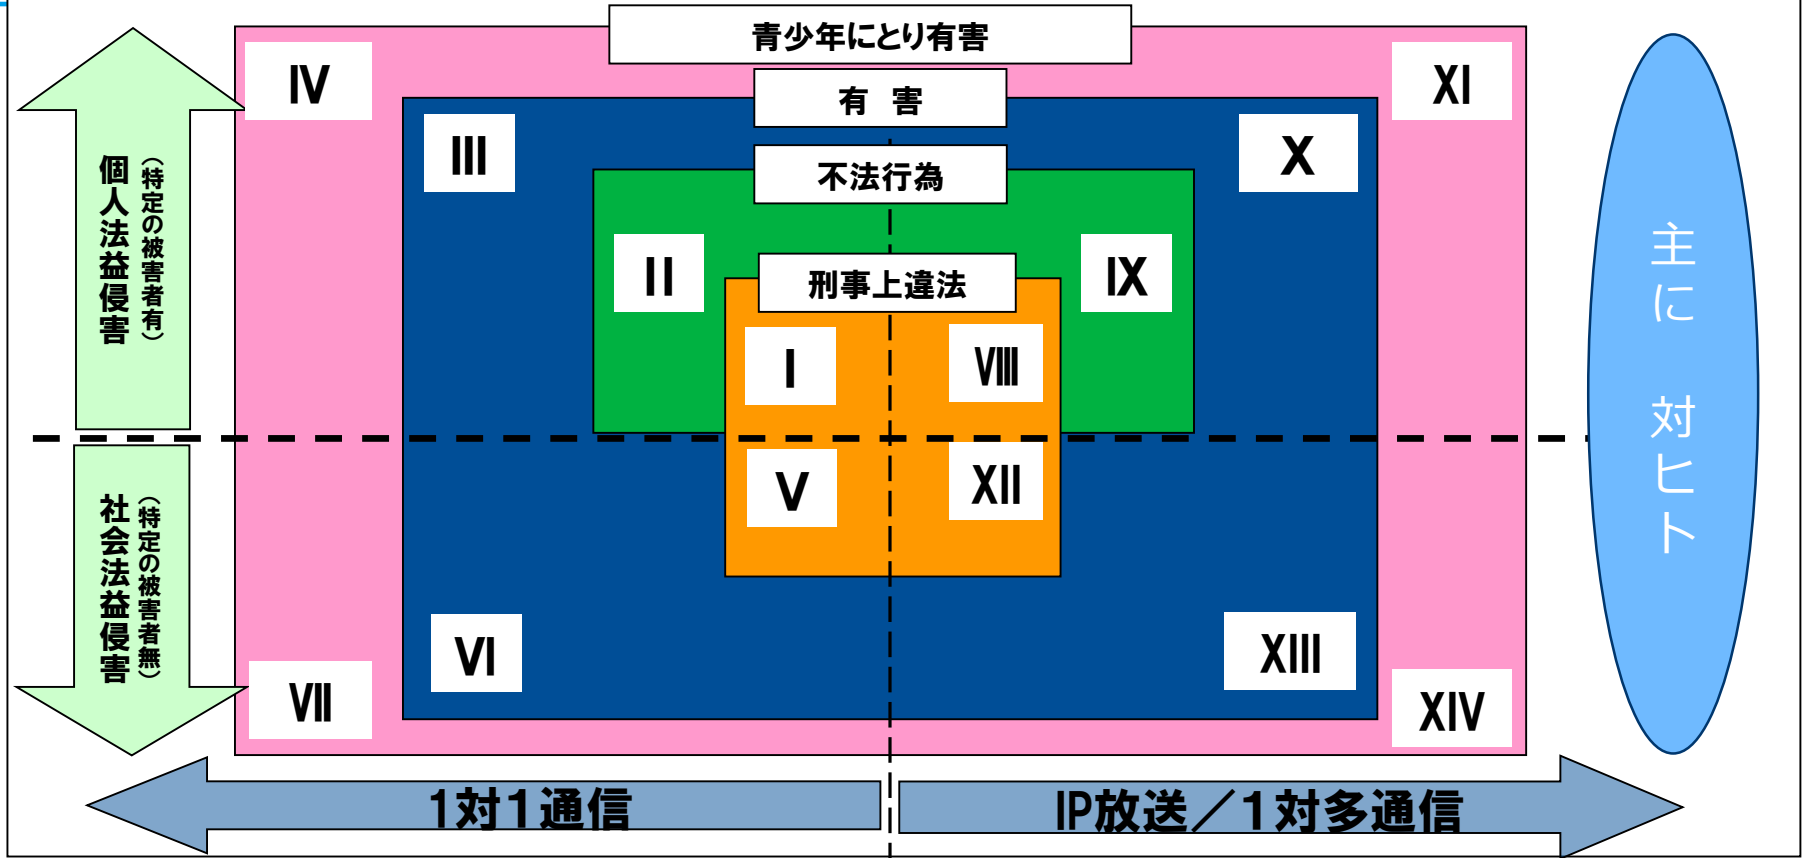 青少年にとり有害
有 害
不法行為
刑事上違法
Ⅳ
Ⅺ
Ⅲ
Ⅹ
Ⅱ
Ⅸ
Ⅰ
Ⅷ
Ⅴ
Ⅻ
Ⅵ
XⅢ
Ⅶ
XⅣ
個人法益侵害
（特定の被害者有）
社会法益侵害
（特定の被害者無）
主に 対ヒト
1対1通信
IP放送／1対多通信